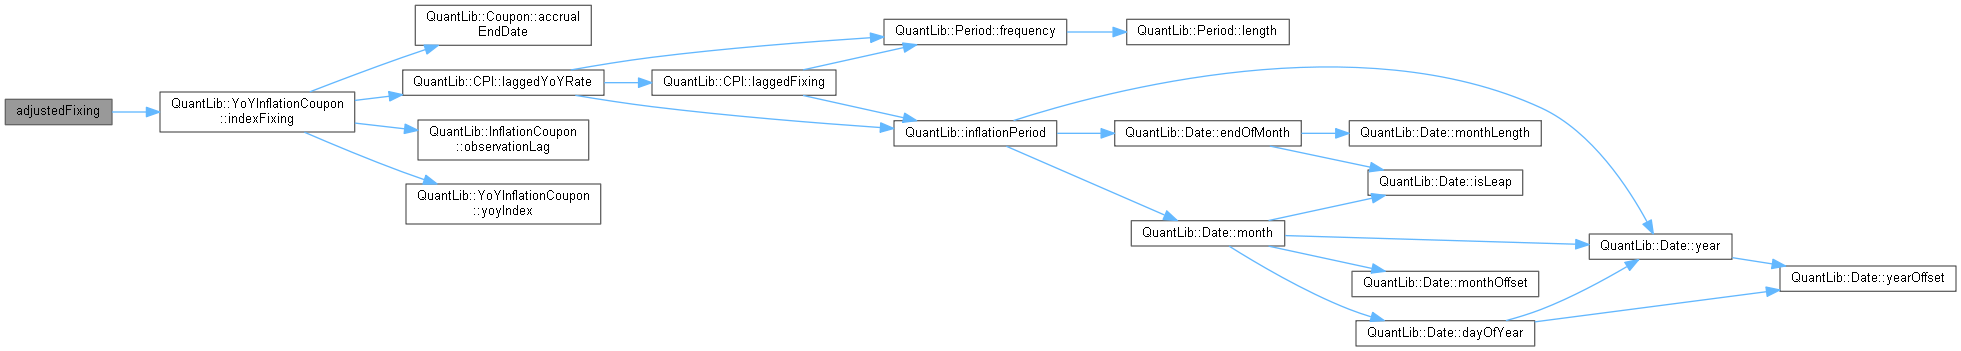 adjustedFixing
QuantLib::YoYInflationCoupon
::indexFixing
QuantLib::Coupon::accrual
EndDate
QuantLib::CPI::laggedYoYRate
QuantLib::InflationCoupon
::observationLag
QuantLib::YoYInflationCoupon
::yoyIndex
QuantLib::CPI::laggedFixing
QuantLib::Period::frequency
QuantLib::Period::length
QuantLib::inflationPeriod
QuantLib::Date::endOfMonth
QuantLib::Date::monthLength
QuantLib::Date::isLeap
QuantLib::Date::month
QuantLib::Date::year
QuantLib::Date::monthOffset
QuantLib::Date::yearOffset
QuantLib::Date::dayOfYear